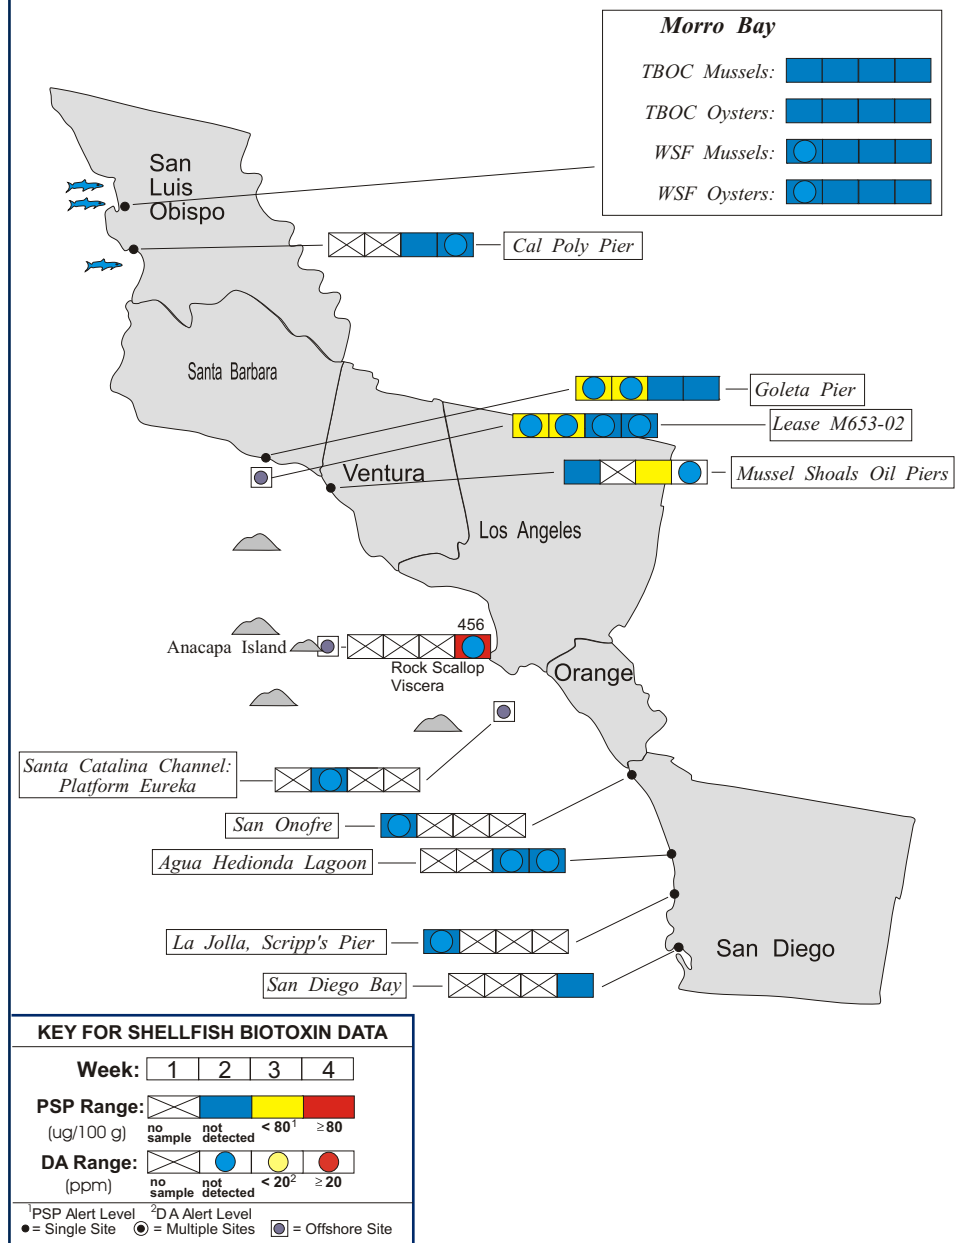 Morro Bay
TBOC Mussels:
TBOC Oysters:
WSF Mussels:
WSF Oysters:
San
Luis
Obispo
Cal Poly Pier
Santa Barbara
Goleta Pier
Lease M653-02
Ventura
Mussel Shoals Oil Piers
Los Angeles
456
Anacapa Island
Rock Scallop
Viscera
Orange
Santa Catalina Channel:
Platform Eureka
San Onofre
Agua Hedionda Lagoon
La Jolla, Scripp's Pier
San Diego
San Diego Bay
KEY FOR SHELLFISH BIOTOXIN DATA
Week: 1 2 3 4
PSP Range:
(ug/100 g) no sample not detected < 80¹ ≥80
DA Range:
(ppm) no sample not detected < 20² ≥ 20
¹PSP Alert Level ²DA Alert Level
= Single Site = Multiple Sites = Offshore Site